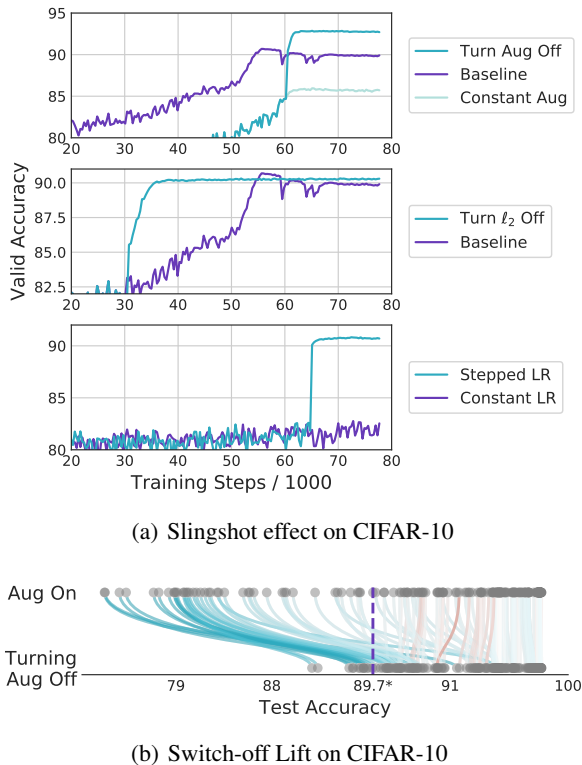 95
90
85
80
20 30 40 50 60 70 80
Turn Aug Off
Baseline
Constant Aug
Valid Accuracy
90.0
87.5
85.0
82.5
20 30 40 50 60 70 80
Turn ℓ₂ Off
Baseline
90
85
80
20 30 40 50 60 70 80
Stepped LR
Constant LR
Training Steps / 1000
(a) Slingshot effect on CIFAR-10
Aug On
Turning
Aug Off
79 88 89.7* 91 100
Test Accuracy
(b) Switch-off Lift on CIFAR-10